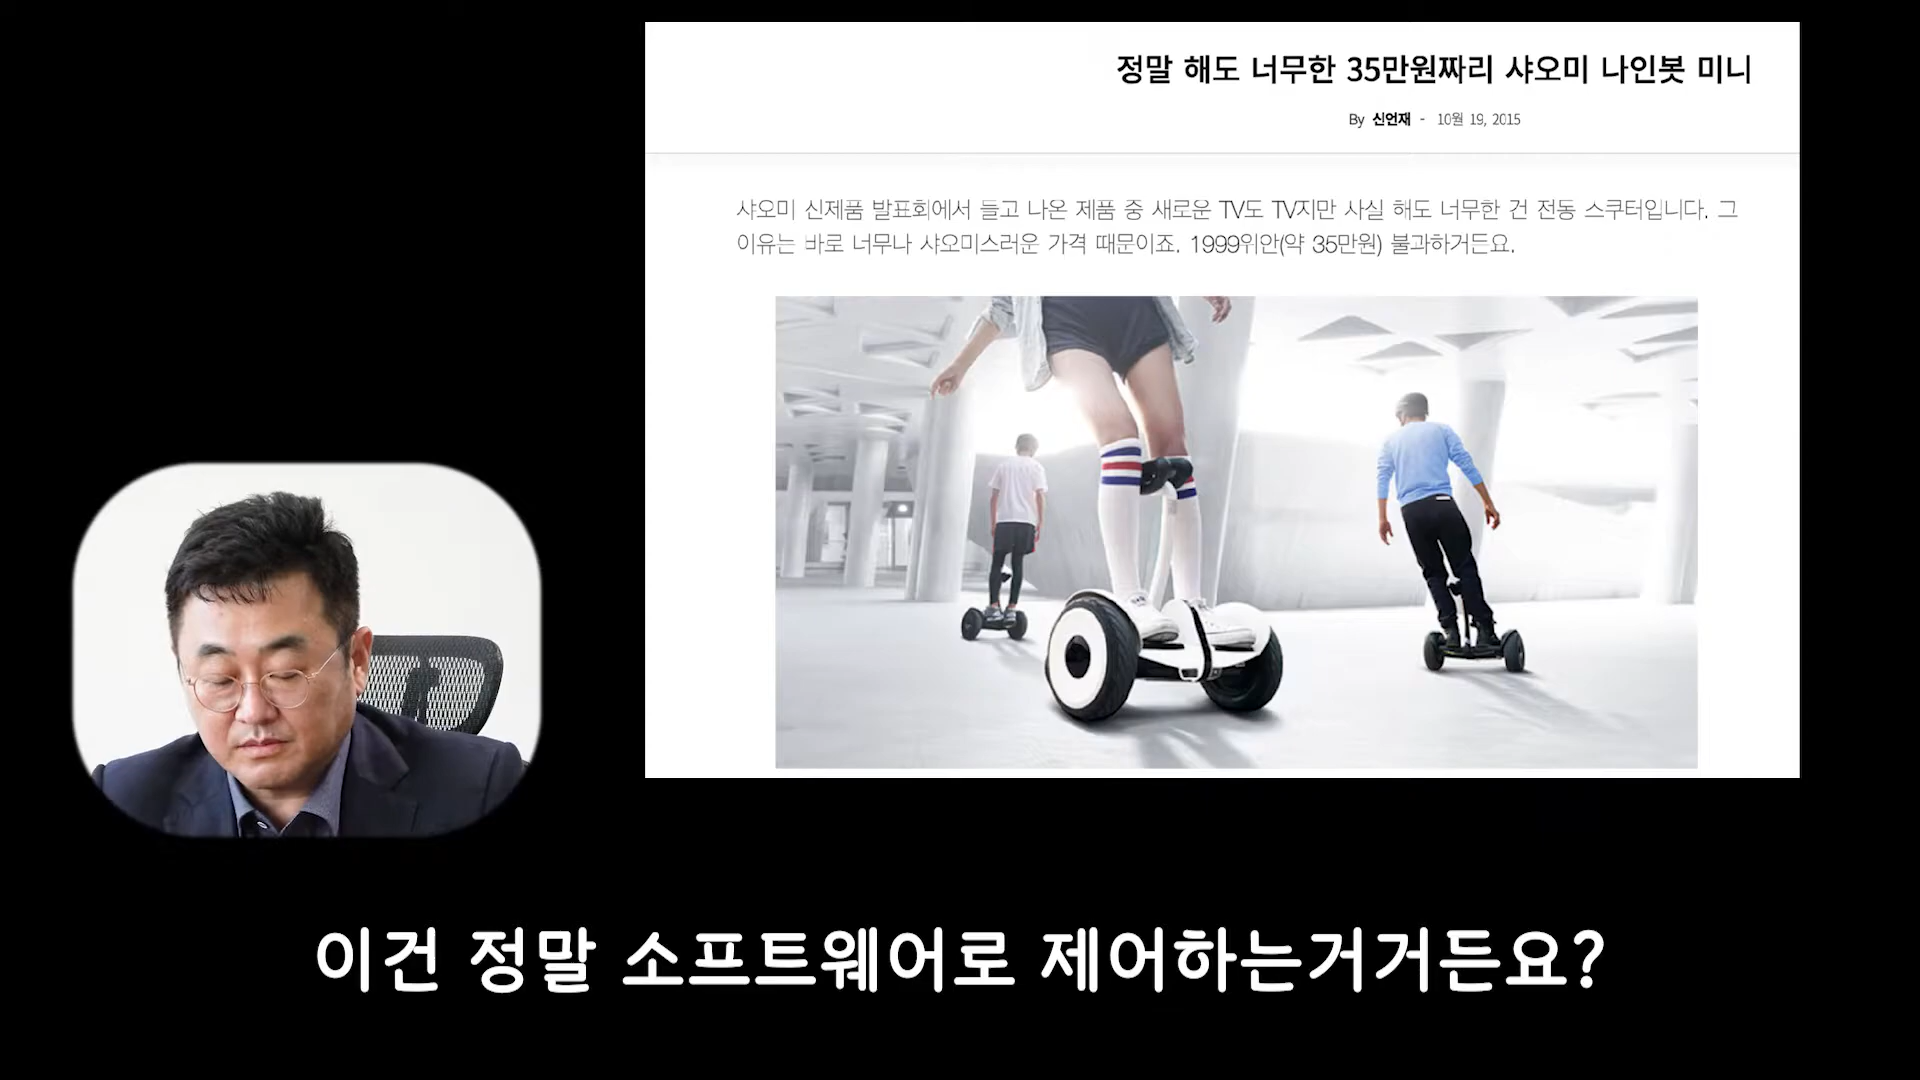 정말 해도 너무한 35만원짜리 샤오미 나인봇 미니
By 신언재 - 10월 19, 2015
샤오미 신제품 발표회에서 들고 나온 제품 중 새로운 TV도 TV지만 사실 해도 너무한 건 전동 스쿠터입니다. 그
이유는 바로 너무나 샤오미스러운 가격 때문이죠. 1999위안(약 35만원) 불과하거든요.
이건 정말 소프트웨어로 제어하는거거든요?